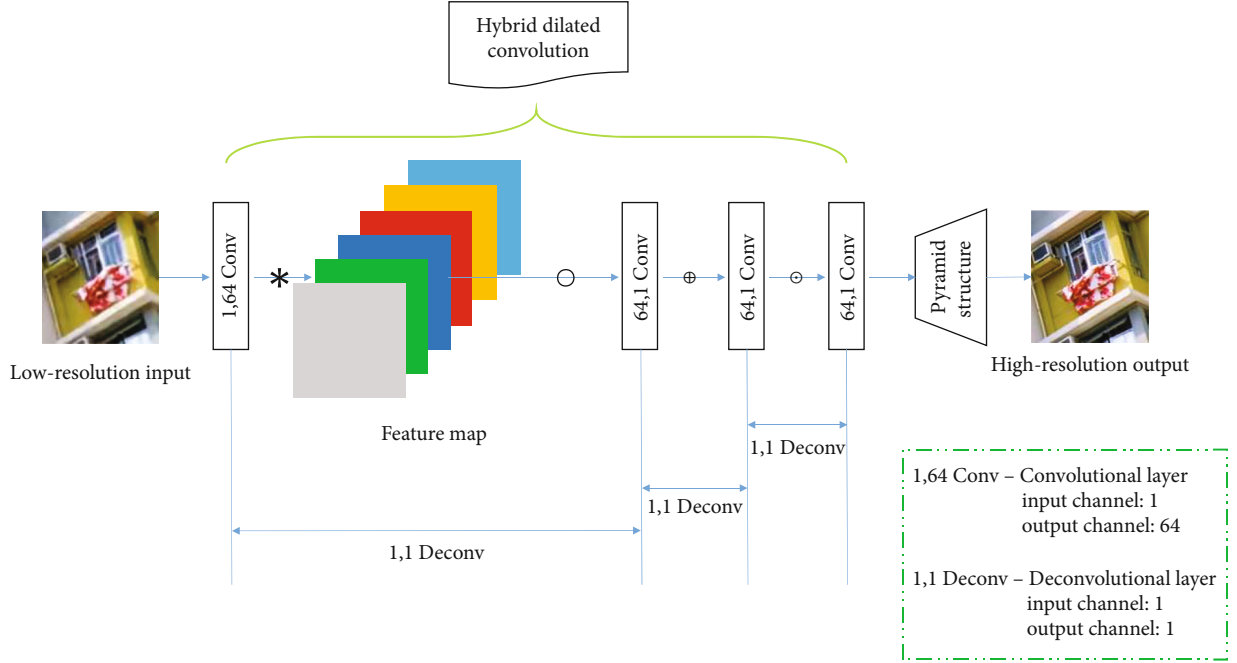 Hybrid dilated
convolution
1,64 Conv
*
64,1 Conv
⊕
64,1 Conv
⊙
64,1 Conv
Pyramid
structure
Low-resolution input
High-resolution output
Feature map
1,1 Deconv
1,1 Deconv
1,1 Deconv
1,64 Conv – Convolutional layer
input channel: 1
output channel: 64
1,1 Deconv – Deconvolutional layer
input channel: 1
output channel: 1